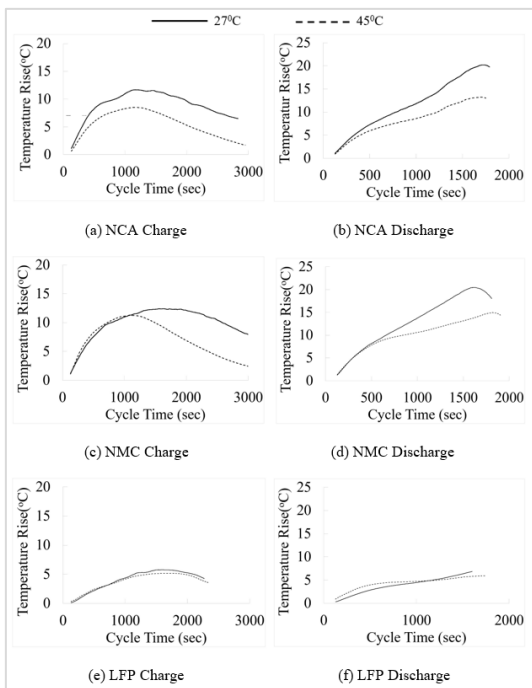 27⁰C 45⁰C
Temperature Rise(⁰C)
20
15
10
5
0
0 1000 2000 3000
Cycle Time (sec)
(a) NCA Charge
Temperatur Rise(⁰C)
25
20
15
10
5
0
0 500 1000 1500 2000
Cycle Time (sec)
(b) NCA Discharge
Temperature Rise(⁰C)
20
15
10
5
0
0 1000 2000 3000
Cycle Time (sec)
(c) NMC Charge
Temperature Rise(⁰C)
25
20
15
10
5
0
0 500 1000 1500 2000
Cycle Time (sec)
(d) NMC Discharge
Temperature Rise(⁰C)
20
15
10
5
0
0 1000 2000 3000
Cycle Time (sec)
(e) LFP Charge
Temperature Rise(⁰C)
20
15
10
5
0
0 1000 2000
Cycle Time (sec)
(f) LFP Discharge